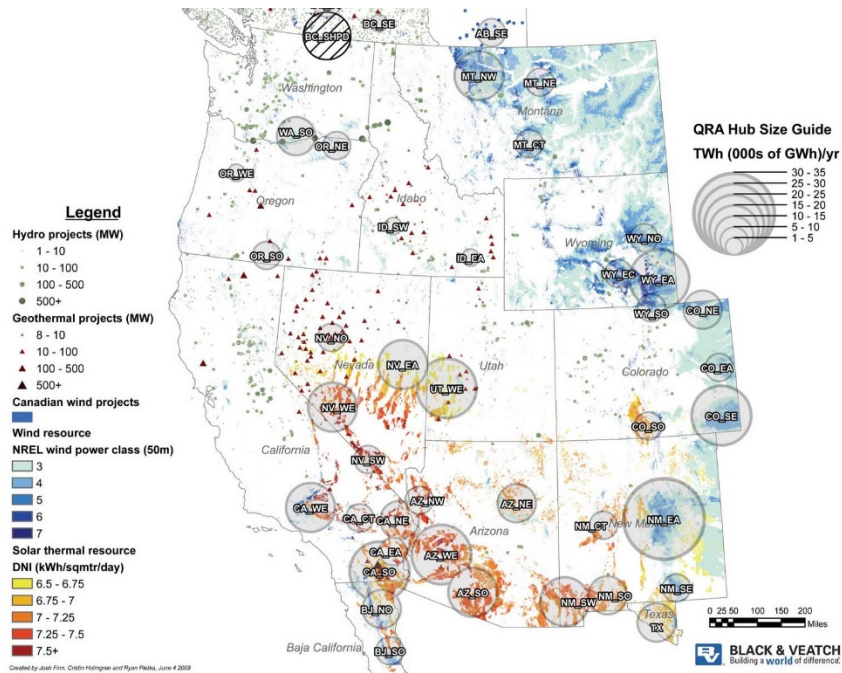 BC_SE
BC_SHPD
AB_SE
MT_NW
MT_NE
Washington
Montana
WA_SO
OR_NE
MT_CT
OR_WE
Oregon
Idaho
ID_SW
ID_EA
OR_SO
WY_NO
Wyoming
WY_EC
WY_EA
WY_SO
CO_NE
NV_NO
Nevada
NV_EA
Utah
UT_WE
Colorado
CO_EA
NV_WE
CO_SE
CO_SO
California
NV_SW
CA_WE
CA_CT
CA_NE
AZ_NW
AZ_NE
Arizona
NM_CT
New Mexico
NM_EA
CA_EA
AZ_WE
CA_SO
AZ_SO
NM_SW
NM_SO
NM_SE
BJ_NO
Texas
TX
Baja California
BJ_SO
QRA Hub Size Guide
TWh (000s of GWh)/yr
30 - 35
25 - 30
20 - 25
15 - 20
10 - 15
5 - 10
1 - 5
Legend
Hydro projects (MW)
1 - 10
10 - 100
100 - 500
500+
Geothermal projects (MW)
8 - 10
10 - 100
100 - 500
500+
Canadian wind projects
Wind resource
NREL wind power class (50m)
3
4
5
6
7
Solar thermal resource
DNI (kWh/sqmtr/day)
6.5 - 6.75
6.75 - 7
7 - 7.25
7.25 - 7.5
7.5+
0 25 50 100 150 200
Miles
BV
BLACK & VEATCH
Building a world of difference.
Created by Josh Finn, Cristin Holmgren and Ryan Pletka, June 4 2009